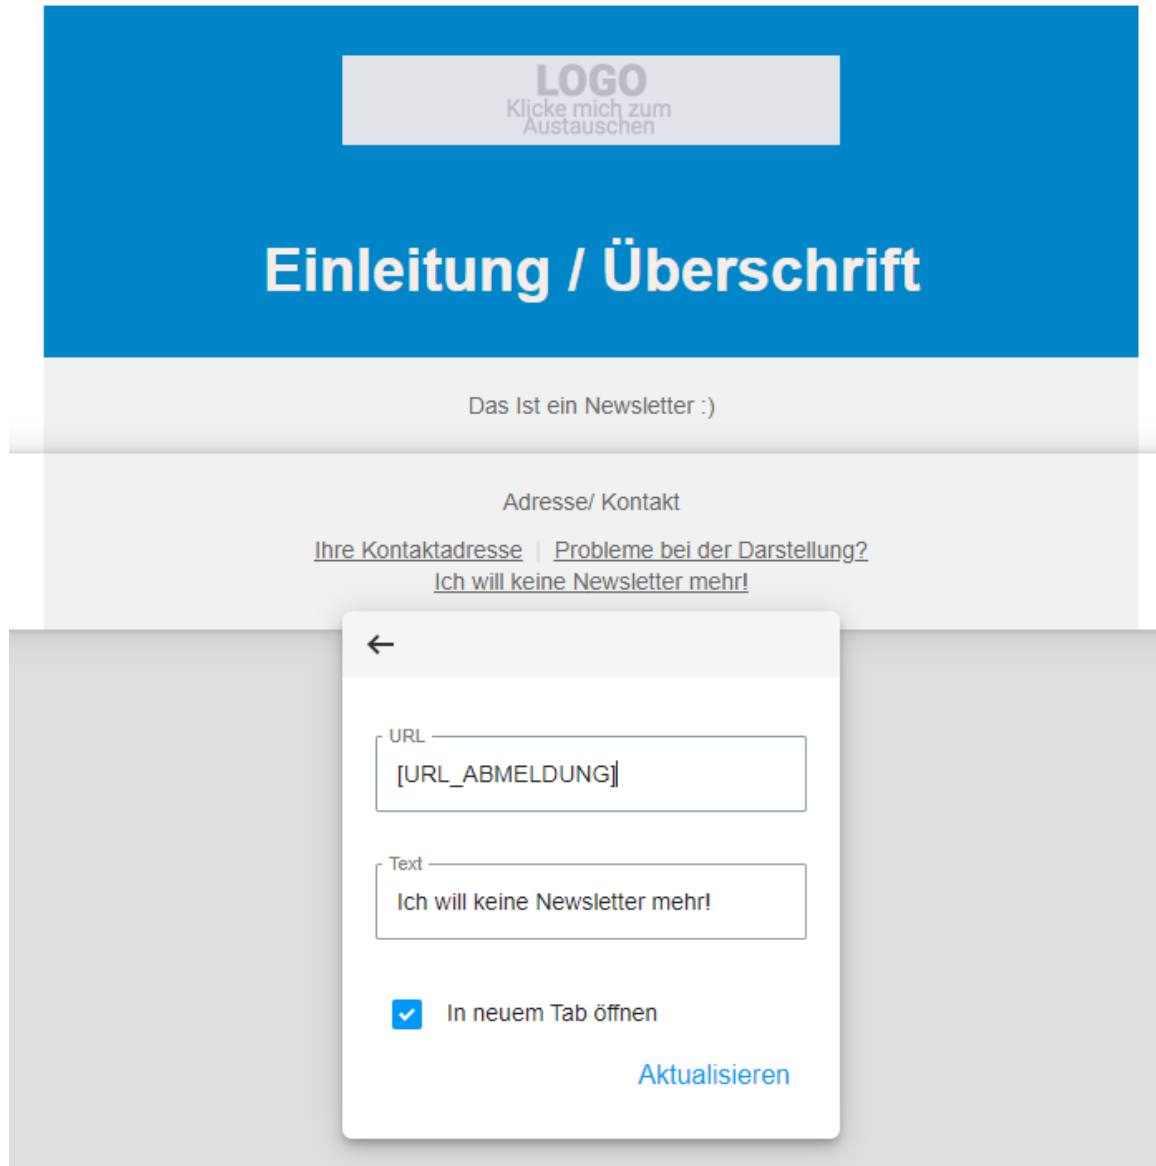 LOGO
Klicke mich zum
Austauschen
Einleitung / Überschrift
Das Ist ein Newsletter :)
Adresse/ Kontakt
Ihre Kontaktadresse | Probleme bei der Darstellung?
Ich will keine Newsletter mehr!
URL
[URL_ABMELDUNG]
Text
Ich will keine Newsletter mehr!
In neuem Tab öffnen
Aktualisieren